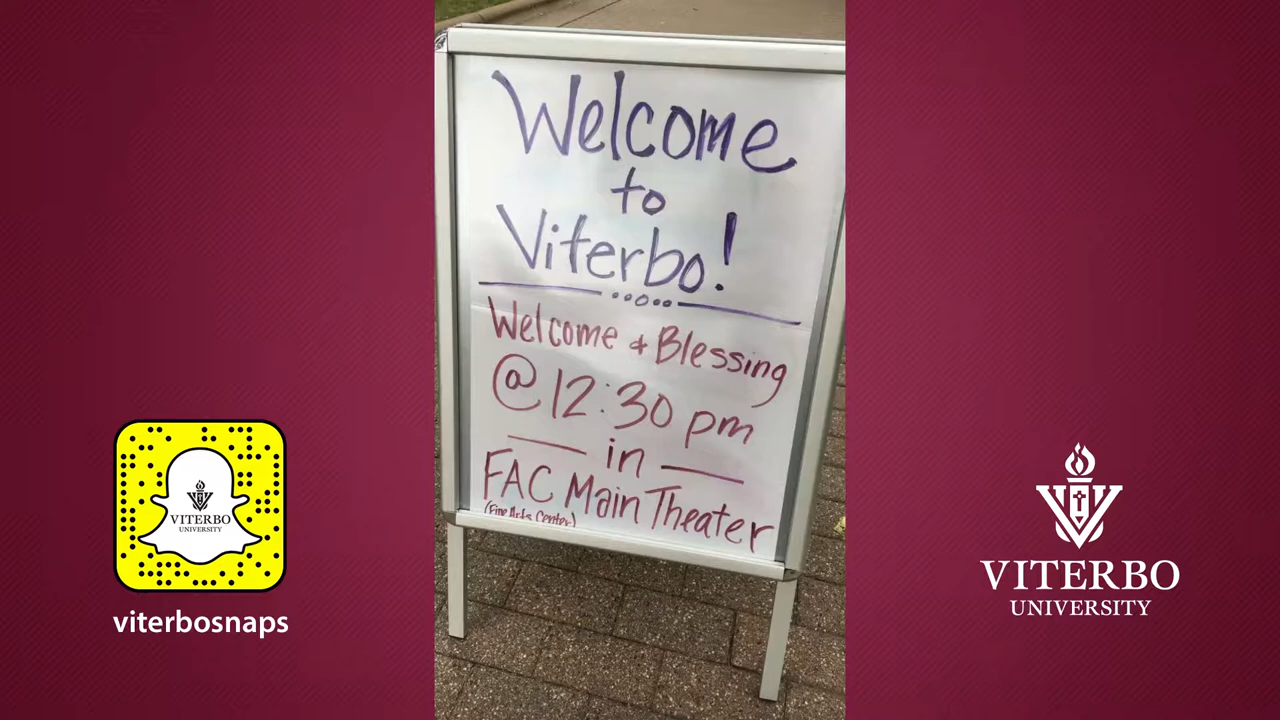 Welcome
to
Viterbo!
Welcome & Blessing
@ 12:30 pm
in
FAC Main Theater
(Fine Arts Center)
VITERBO
UNIVERSITY
viterbosnaps
VITERBO
UNIVERSITY